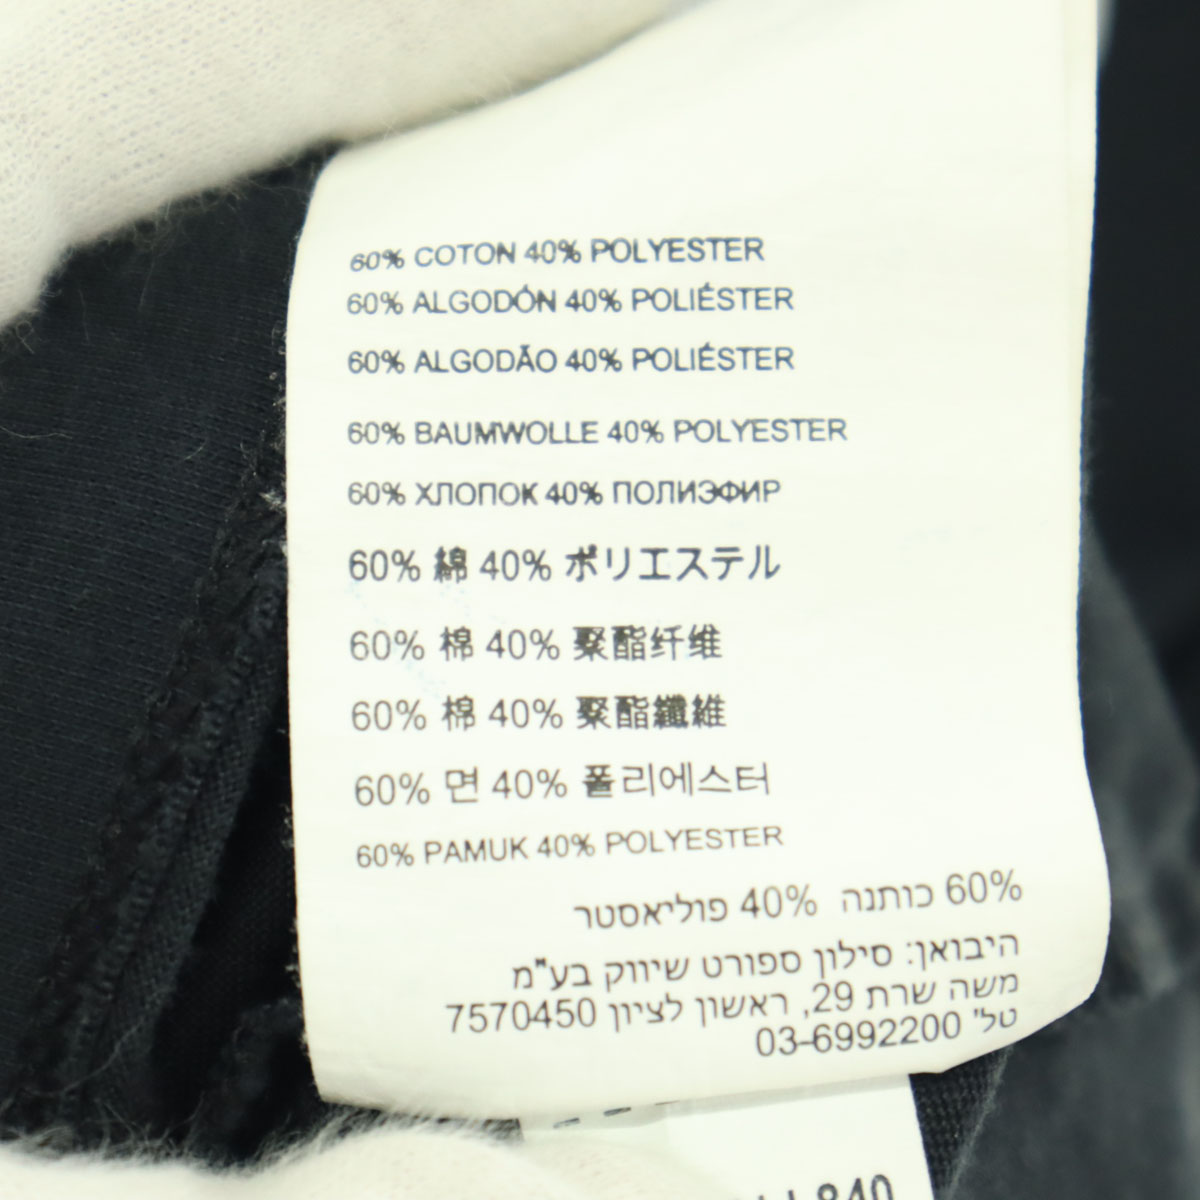 60% COTON 40% POLYESTER
60% ALGODÓN 40% POLIÉSTER
60% ALGODÃO 40% POLIÉSTER
60% BAUMWOLLE 40% POLYESTER
60% ХЛОПОК 40% ПОЛИЭФИР
60% 綿 40% ポリエステル
60% 棉 40% 聚酯纤维
60% 棉 40% 聚酯纖維
60% 면 40% 폴리에스터
60% PAMUK 40% POLYESTER
60% כותנה 40% פוליאסטר
היבואן: סילון ספורט שיווק בע"מ
משה שרת 29, ראשון לציון 7570450
טל' 03-6992200
840